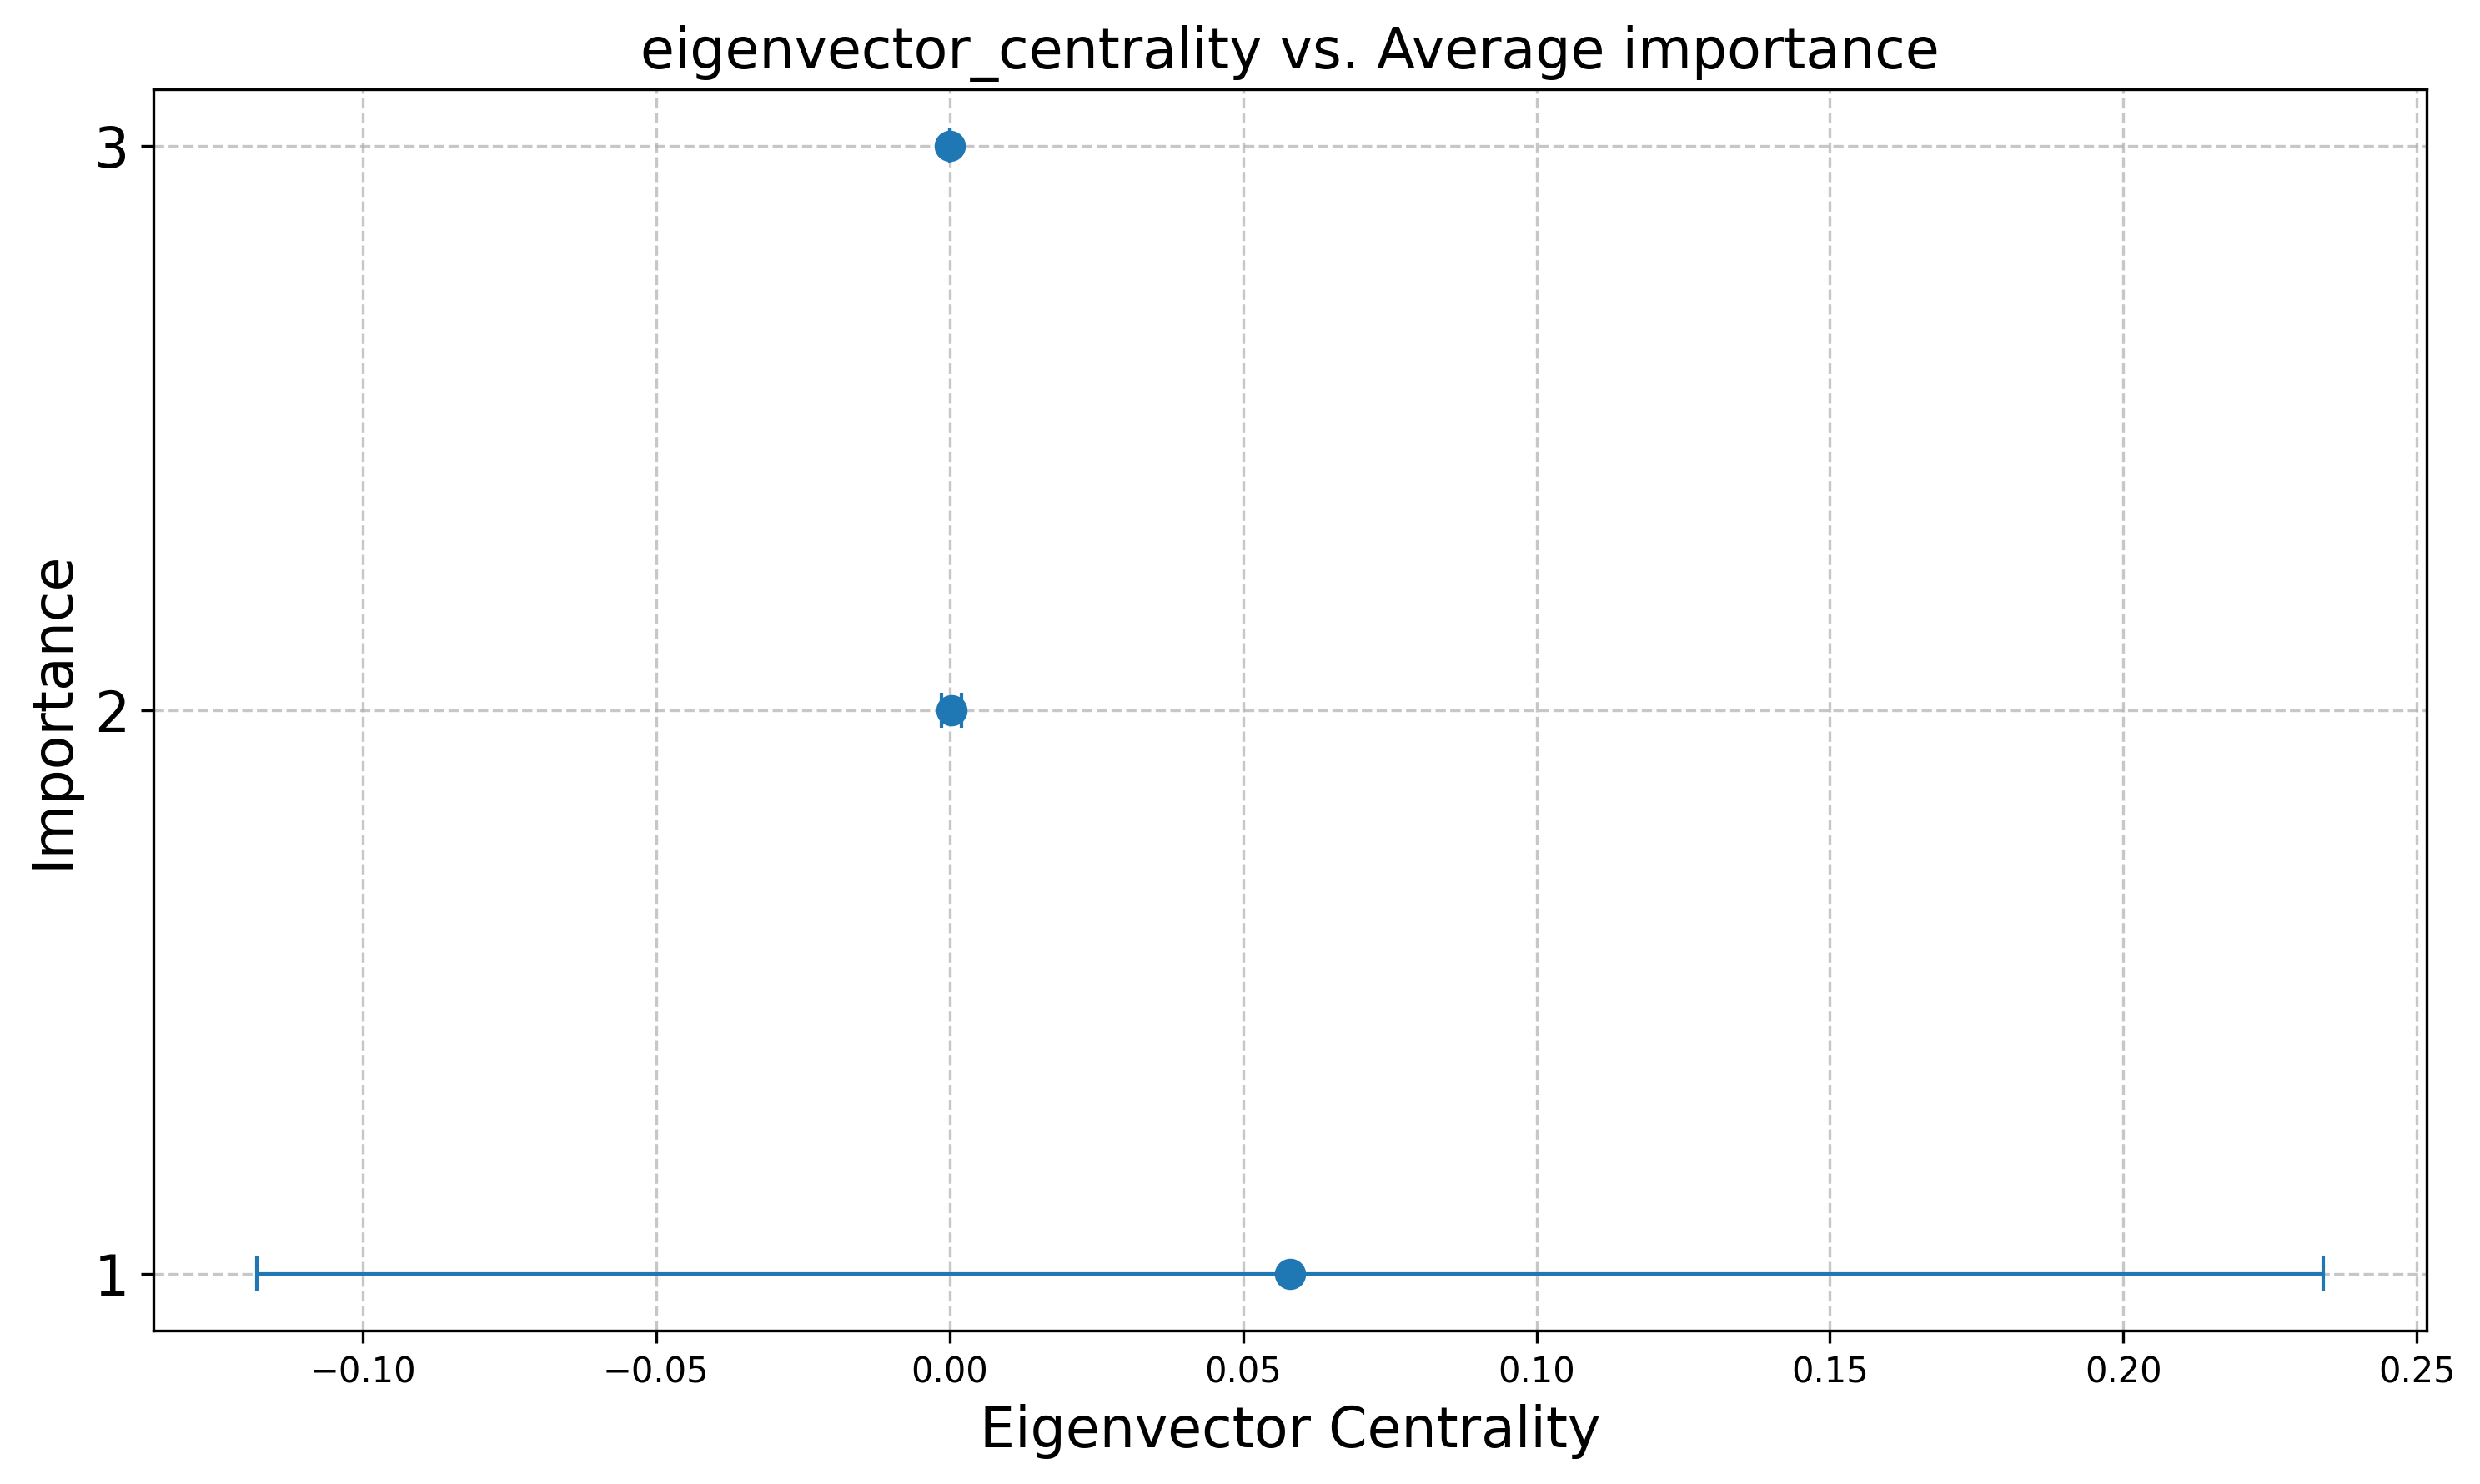 eigenvector_centrality vs. Average importance
3
2
1
Importance
−0.10 −0.05 0.00 0.05 0.10 0.15 0.20 0.25
Eigenvector Centrality